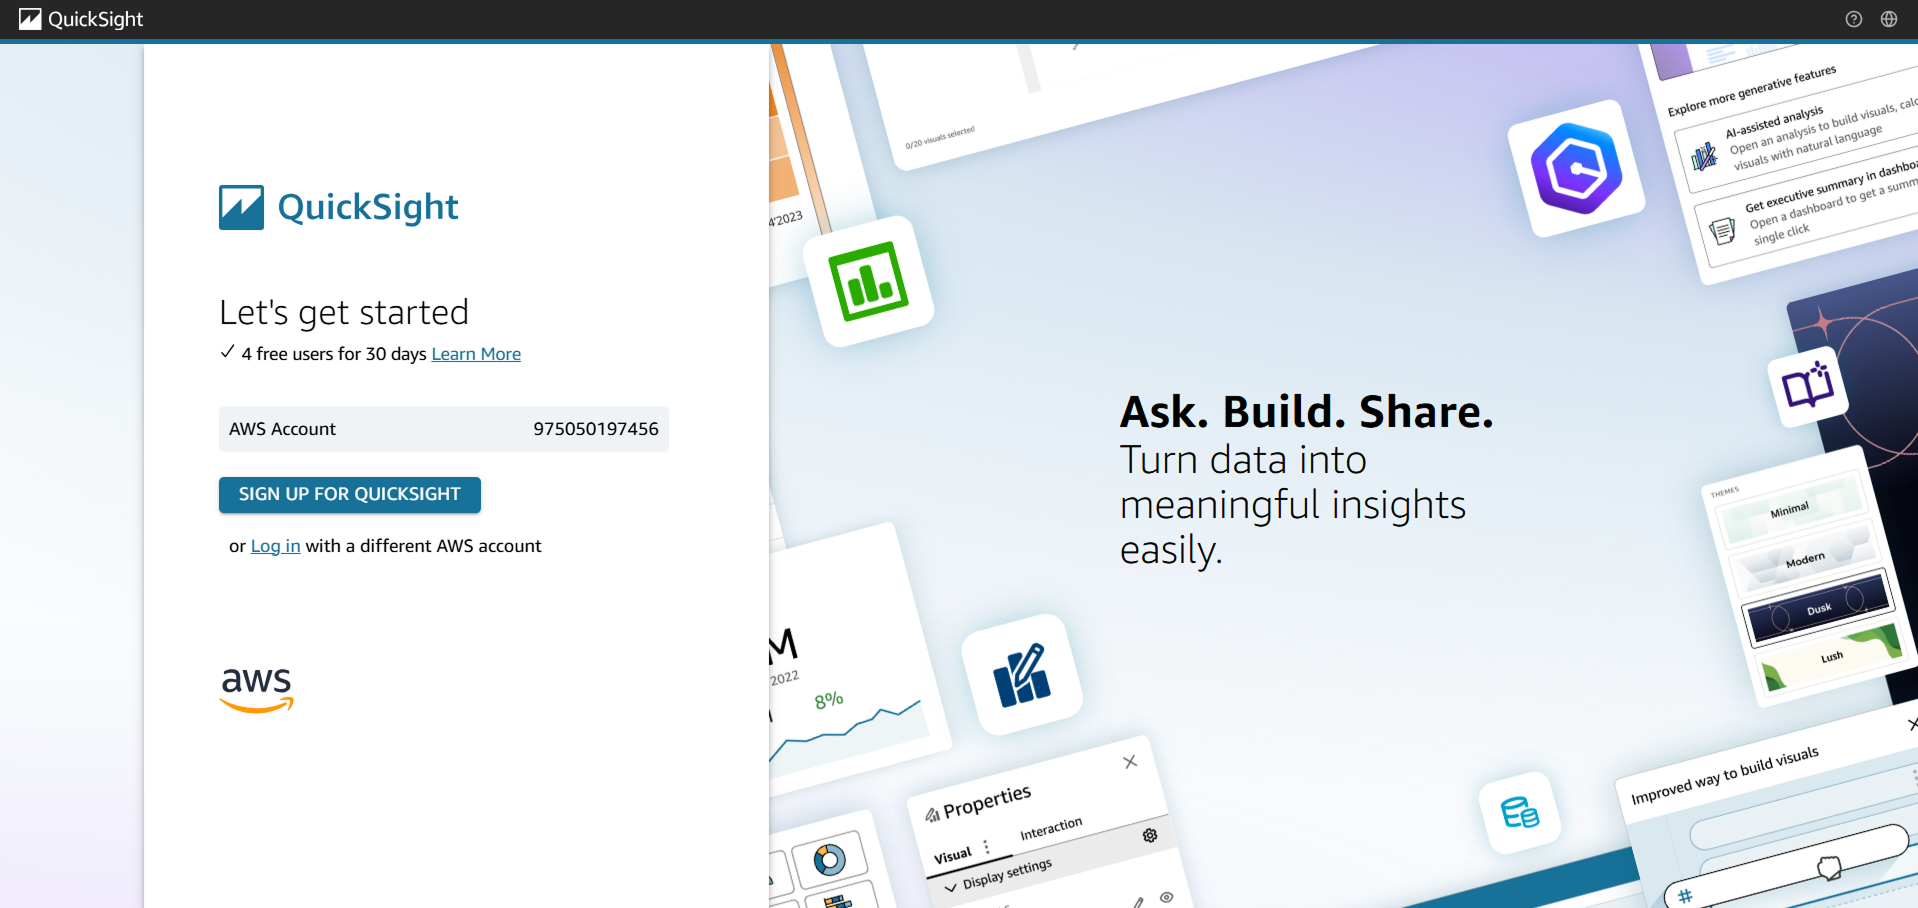 QuickSight
QuickSight
Let's get started
4 free users for 30 days Learn More
AWS Account 975050197456
SIGN UP FOR QUICKSIGHT
or Log in with a different AWS account
aws
0/20 visuals selected
4'2023
Explore more generative features
AI-assisted analysis
Open an analysis to build visuals, calc
visuals with natural language
Get executive summary in dashboa
Open a dashboard to get a summ
single click
Ask. Build. Share.
Turn data into
meaningful insights
easily.
THEMES
Minimal
Modern
Dusk
Lush
M
2022
8%
Properties
Visual
Interaction
Display settings
Improved way to build visuals
#